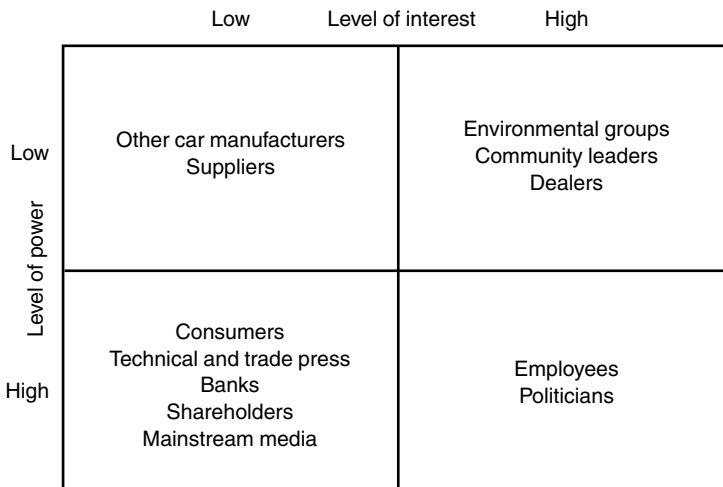 Low Level of interest High
Low
Other car manufacturers
Suppliers
Environmental groups
Community leaders
Dealers
Level of power
High
Consumers
Technical and trade press
Banks
Shareholders
Mainstream media
Employees
Politicians